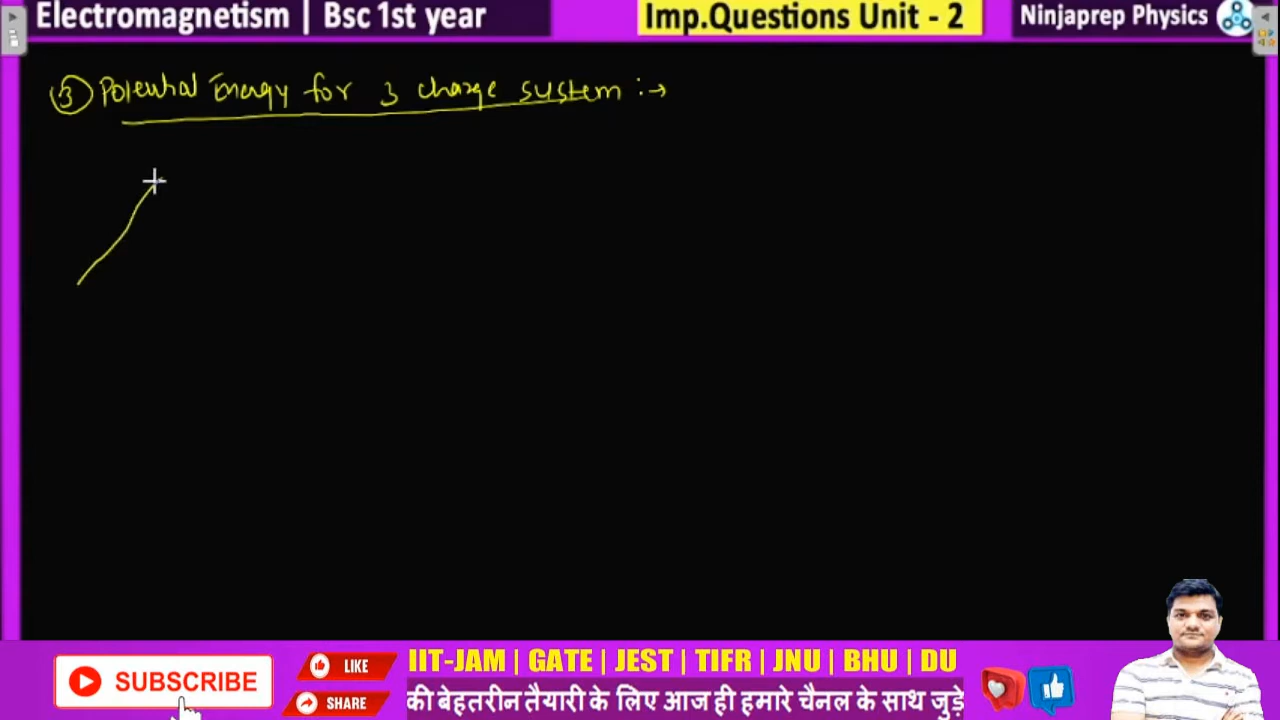 Electromagnetism | Bsc 1st year
Imp.Questions Unit - 2
Ninjaprep Physics
③ Potential Energy for 3 charge system :→
SUBSCRIBE
LIKE
SHARE
IIT-JAM | GATE | JEST | TIFR | JNU | BHU | DU
की बेहतरीन तैयारी के लिए आज ही हमारे चैनल के साथ जुड़े